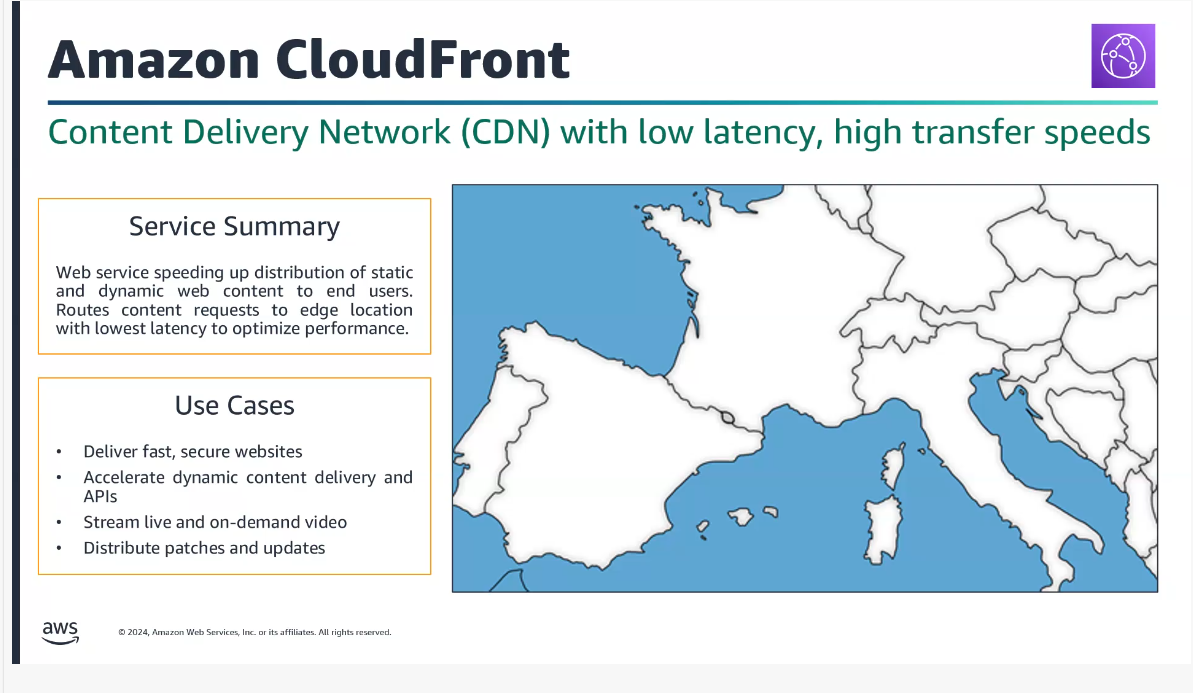 Amazon CloudFront
Content Delivery Network (CDN) with low latency, high transfer speeds
Service Summary
Web service speeding up distribution of static
and dynamic web content to end users.
Routes content requests to edge location
with lowest latency to optimize performance.
Use Cases
• Deliver fast, secure websites
• Accelerate dynamic content delivery and
APIs
• Stream live and on-demand video
• Distribute patches and updates
aws
© 2024, Amazon Web Services, Inc. or its affiliates. All rights reserved.